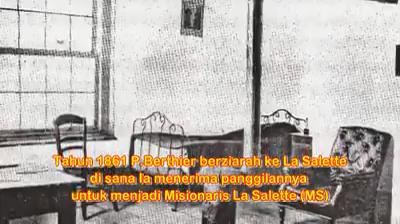 Tahun 1861 P.Berthier berziarah ke La Salette
di sana Ia menerima panggilannya
untuk menjadi Misionaris La Salette (MS)